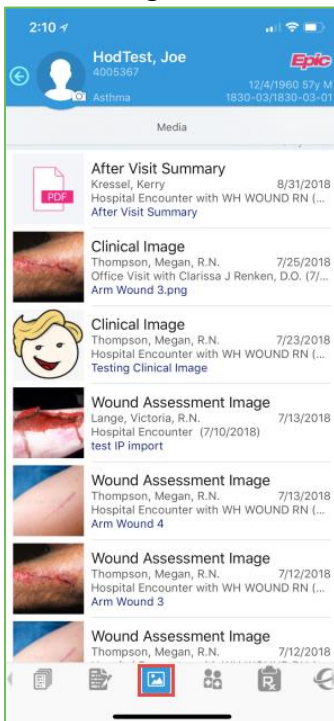 2:10
HodTest, Joe
Epic
4005367
12/4/1960 57y M
Asthma
1830-03/1830-03-01
Media
PDF
After Visit Summary
Kressel, Kerry 8/31/2018
Hospital Encounter with WH WOUND RN (...
After Visit Summary
Clinical Image
Thompson, Megan, R.N. 7/25/2018
Office Visit with Clarissa J Renken, D.O. (7/...
Arm Wound 3.png
Clinical Image
Thompson, Megan, R.N. 7/23/2018
Hospital Encounter with WH WOUND RN (...
Testing Clinical Image
Wound Assessment Image
Lange, Victoria, R.N. 7/13/2018
Hospital Encounter (7/10/2018)
test IP import
Wound Assessment Image
Thompson, Megan, R.N. 7/13/2018
Hospital Encounter with WH WOUND RN (...
Arm Wound 4
Wound Assessment Image
Thompson, Megan, R.N. 7/12/2018
Hospital Encounter with WH WOUND RN (...
Arm Wound 3
Wound Assessment Image
Thompson, Megan, R.N. 7/12/2018
Rx